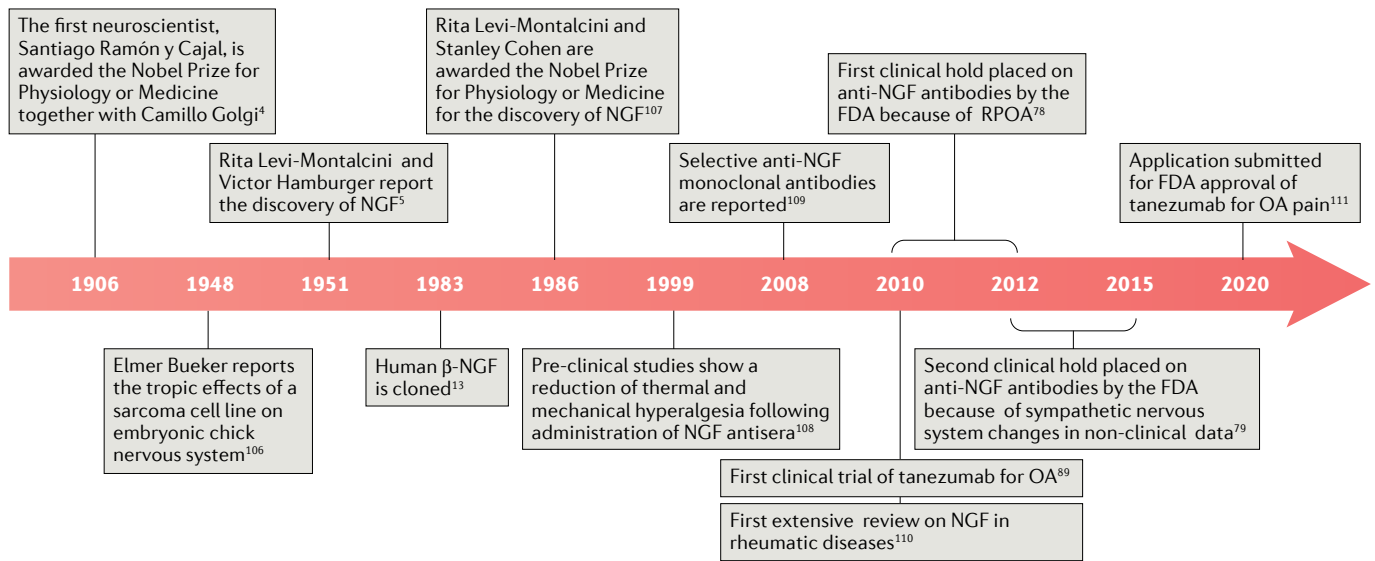 The first neuroscientist,
Santiago Ramón y Cajal, is
awarded the Nobel Prize for
Physiology or Medicine
together with Camillo Golgi⁴
Rita Levi-Montalcini and
Stanley Cohen are
awarded the Nobel Prize
for Physiology or Medicine
for the discovery of NGF¹⁰⁷
First clinical hold placed on
anti-NGF antibodies by the
FDA because of RPOA⁷⁸
Rita Levi-Montalcini and
Victor Hamburger report
the discovery of NGF⁵
Selective anti-NGF
monoclonal antibodies
are reported¹⁰⁹
Application submitted
for FDA approval of
tanezumab for OA pain¹¹¹
1906 1948 1951 1983 1986 1999 2008 2010 2012 2015 2020
Elmer Bueker reports
the tropic effects of a
sarcoma cell line on
embryonic chick
nervous system¹⁰⁶
Human β-NGF
is cloned¹³
Pre-clinical studies show a
reduction of thermal and
mechanical hyperalgesia following
administration of NGF antisera¹⁰⁸
Second clinical hold placed on
anti-NGF antibodies by the FDA
because of sympathetic nervous
system changes in non-clinical data⁷⁹
First clinical trial of tanezumab for OA⁸⁹
First extensive review on NGF in
rheumatic diseases¹¹⁰